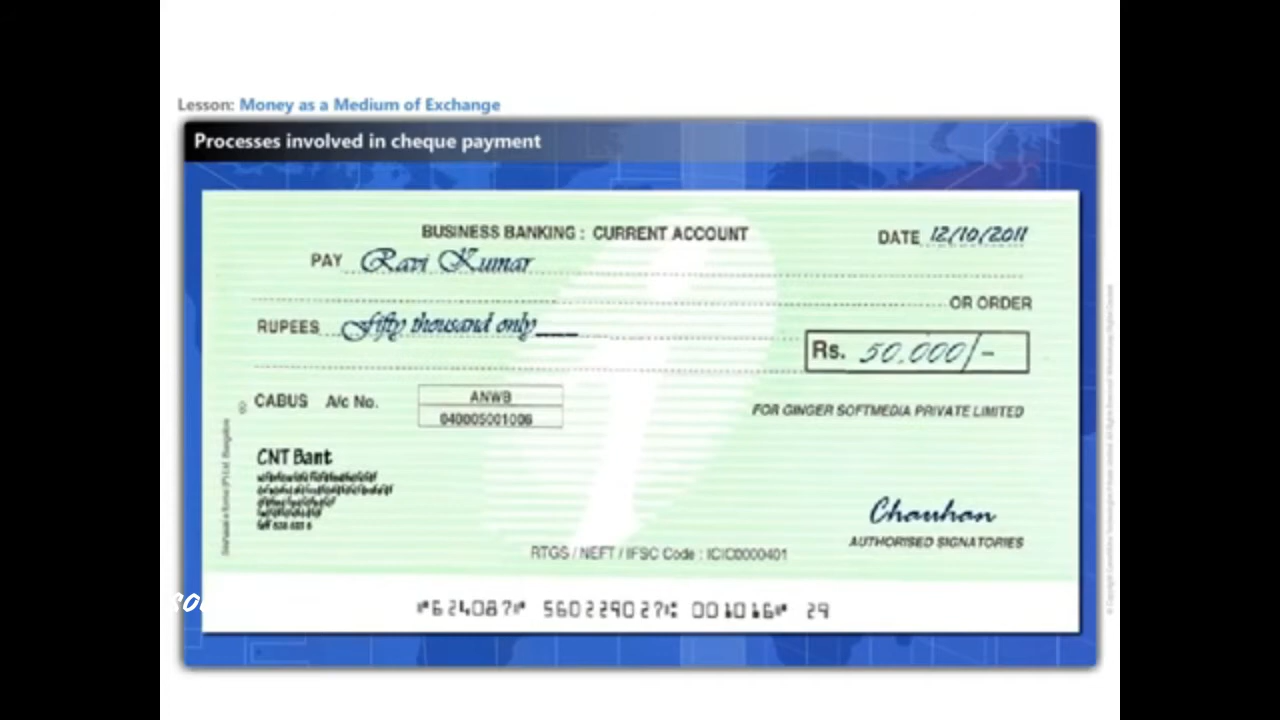 Lesson: Money as a Medium of Exchange
Processes involved in cheque payment
BUSINESS BANKING : CURRENT ACCOUNT
DATE 12/10/2011
PAY Ravi Kumar
OR ORDER
RUPEES Fifty thousand only
Rs. 50,000/-
CABUS A/c No.
ANWB
040005001006
FOR GINGER SOFTMEDIA PRIVATE LIMITED
CNT Bant
Chauhan
AUTHORISED SIGNATORIES
RTGS / NEFT / IFSC Code : ICIC0000401
⑈624087⑈ 560229027⑆ 001016⑈ 29